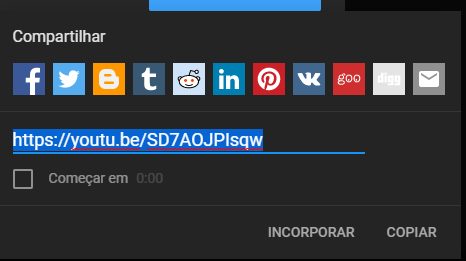 Compartilhar
f B t in P VK goo digg
https://youtu.be/SD7AOJPIsqw
Começar em 0:00
INCORPORAR COPIAR